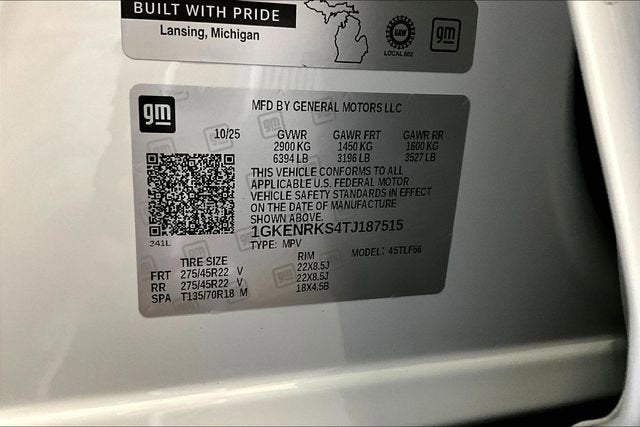 BUILT WITH PRIDE
Lansing, Michigan
UAW
LOCAL 602
gm
gm
MFD BY GENERAL MOTORS LLC
10/25 GVWR GAWR FRT GAWR RR
2900 KG 1450 KG 1600 KG
6394 LB 3196 LB 3527 LB
THIS VEHICLE CONFORMS TO ALL
APPLICABLE U.S. FEDERAL MOTOR
VEHICLE SAFETY STANDARDS IN EFFECT
ON THE DATE OF MANUFACTURE
SHOWN ABOVE.
1GKENRKS4TJ187515
241L
TYPE: MPV MODEL: 45TLF56
TIRE SIZE RIM
FRT 275/45R22 V 22X8.5J
RR 275/45R22 V 22X8.5J
SPA T135/70R18 M 18X4.5B